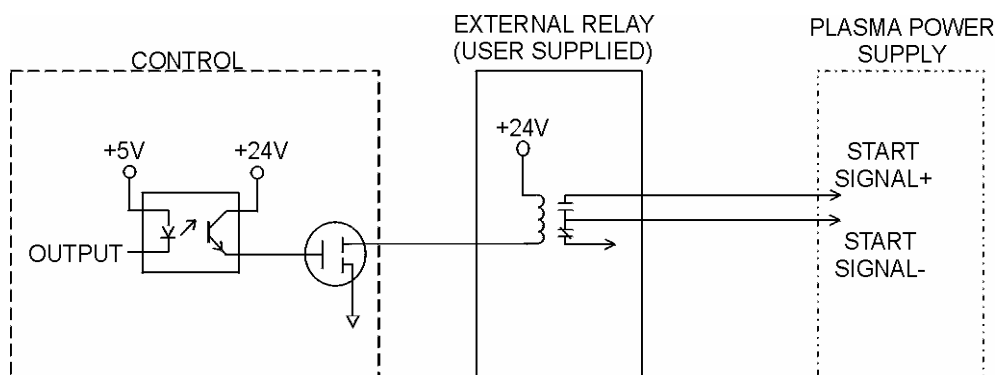 EXTERNAL RELAY
(USER SUPPLIED)
PLASMA POWER
SUPPLY
CONTROL
+5V
+24V
+24V
OUTPUT
START
SIGNAL+
START
SIGNAL-